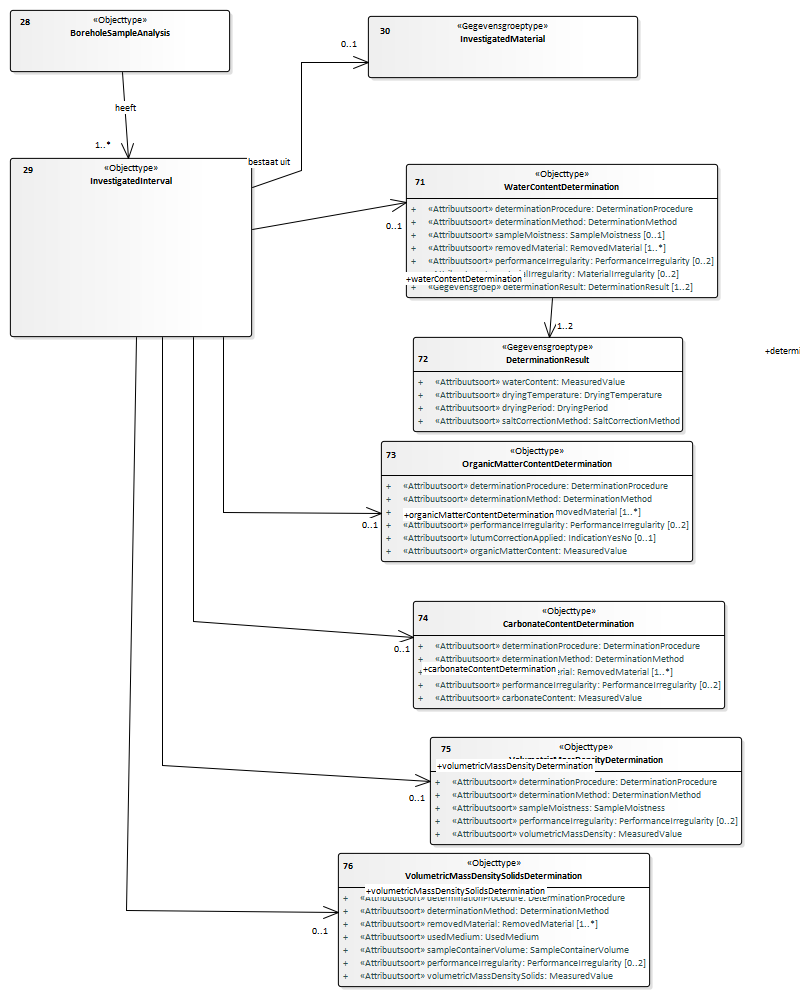 28
«Objecttype»
BoreholeSampleAnalysis
30
«Gegevensgroeptype»
InvestigatedMaterial
0..1
heeft
1..*
bestaat uit
29
«Objecttype»
InvestigatedInterval
71
«Objecttype»
WaterContentDetermination
+ «Attribuutsoort» determinationProcedure: DeterminationProcedure
+ «Attribuutsoort» determinationMethod: DeterminationMethod
+ «Attribuutsoort» sampleMoistness: SampleMoistness [0..1]
+ «Attribuutsoort» removedMaterial: RemovedMaterial [1..*]
+ «Attribuutsoort» performanceIrregularity: PerformanceIrregularity [0..2]
MaterialIrregularity [0..2]
+waterContentDetermination
+ «Gegevensgroep» determinationResult: DeterminationResult [1..2]
0..1
1..2
72
«Gegevensgroeptype»
DeterminationResult
+ «Attribuutsoort» waterContent: MeasuredValue
+ «Attribuutsoort» dryingTemperature: DryingTemperature
+ «Attribuutsoort» dryingPeriod: DryingPeriod
+ «Attribuutsoort» saltCorrectionMethod: SaltCorrectionMethod
+determi
73
«Objecttype»
OrganicMatterContentDetermination
+ «Attribuutsoort» determinationProcedure: DeterminationProcedure
+ «Attribuutsoort» determinationMethod: DeterminationMethod
+ movedMaterial [1..*]
+organicMatterContentDetermination
+ «Attribuutsoort» performanceIrregularity: PerformanceIrregularity [0..2]
+ «Attribuutsoort» lutumCorrectionApplied: IndicationYesNo [0..1]
+ «Attribuutsoort» organicMatterContent: MeasuredValue
0..1
74
«Objecttype»
CarbonateContentDetermination
+ «Attribuutsoort» determinationProcedure: DeterminationProcedure
+ «Attribuutsoort» determinationMethod: DeterminationMethod
+carbonateContentDetermination
rial: RemovedMaterial [1..*]
+ «Attribuutsoort» performanceIrregularity: PerformanceIrregularity [0..2]
+ «Attribuutsoort» carbonateContent: MeasuredValue
0..1
75
«Objecttype»
VolumetricMassDensityDetermination
+volumetricMassDensityDetermination
+ «Attribuutsoort» determinationProcedure: DeterminationProcedure
+ «Attribuutsoort» determinationMethod: DeterminationMethod
+ «Attribuutsoort» sampleMoistness: SampleMoistness
+ «Attribuutsoort» performanceIrregularity: PerformanceIrregularity [0..2]
+ «Attribuutsoort» volumetricMassDensity: MeasuredValue
0..1
76
«Objecttype»
VolumetricMassDensitySolidsDetermination
+volumetricMassDensitySolidsDetermination
+ «Attribuutsoort» determinationProcedure: DeterminationProcedure
+ «Attribuutsoort» determinationMethod: DeterminationMethod
+ «Attribuutsoort» removedMaterial: RemovedMaterial [1..*]
+ «Attribuutsoort» usedMedium: UsedMedium
+ «Attribuutsoort» sampleContainerVolume: SampleContainerVolume
+ «Attribuutsoort» performanceIrregularity: PerformanceIrregularity [0..2]
+ «Attribuutsoort» volumetricMassDensitySolids: MeasuredValue
0..1